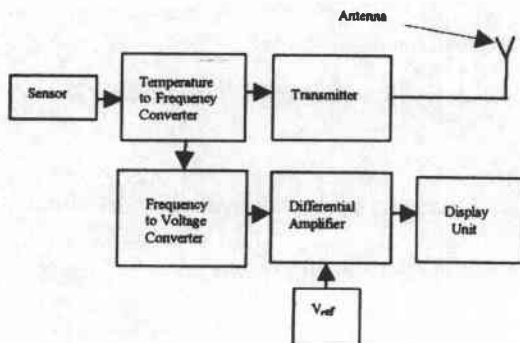 Antenna
Sensor
Temperature
to Frequency
Converter
Transmitter
Frequency
to Voltage
Converter
Differential
Amplifier
Display
Unit
Vref